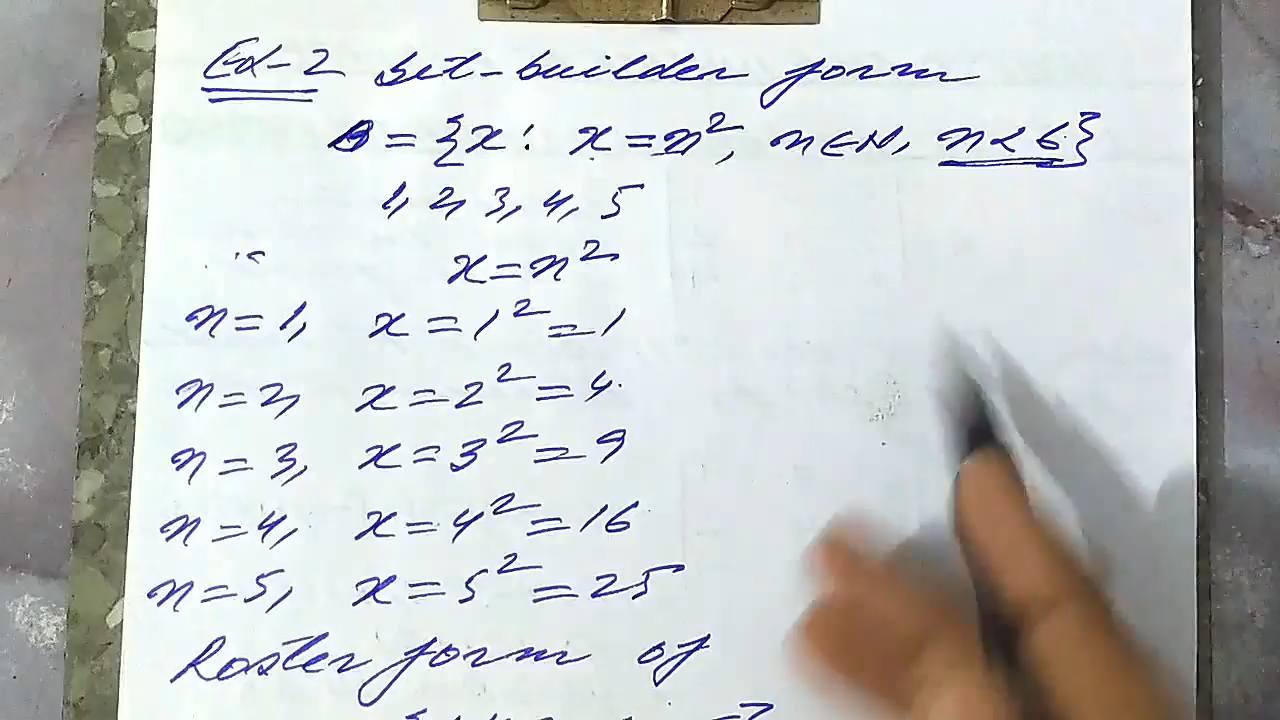 Ex-2 Set-builder form
B = {x : x = n², n∈N, n < 6}
1, 2, 3, 4, 5
x = n²
n = 1, x = 1² = 1
n = 2, x = 2² = 4
n = 3, x = 3² = 9
n = 4, x = 4² = 16
n = 5, x = 5² = 25
Roster form of